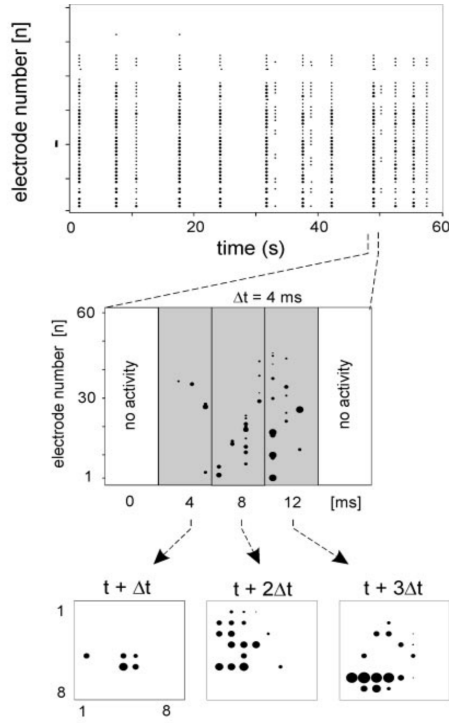 electrode number [n]
0 20 40 60
time (s)
Δt = 4 ms
60
30
1
electrode number [n]
no activity
no activity
0 4 8 12 [ms]
t + Δt t + 2Δt t + 3Δt
1
8
1 8